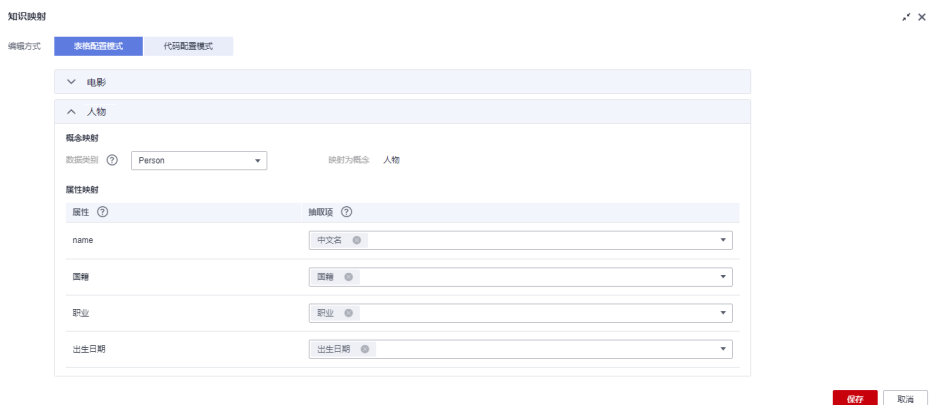 知识映射
编辑方式 表格配置模式 代码配置模式
电影
人物
概念映射
数据类别 Person 映射为概念 人物
属性映射
属性 抽取项
name 中文名
国籍 国籍
职业 职业
出生日期 出生日期
保存 取消